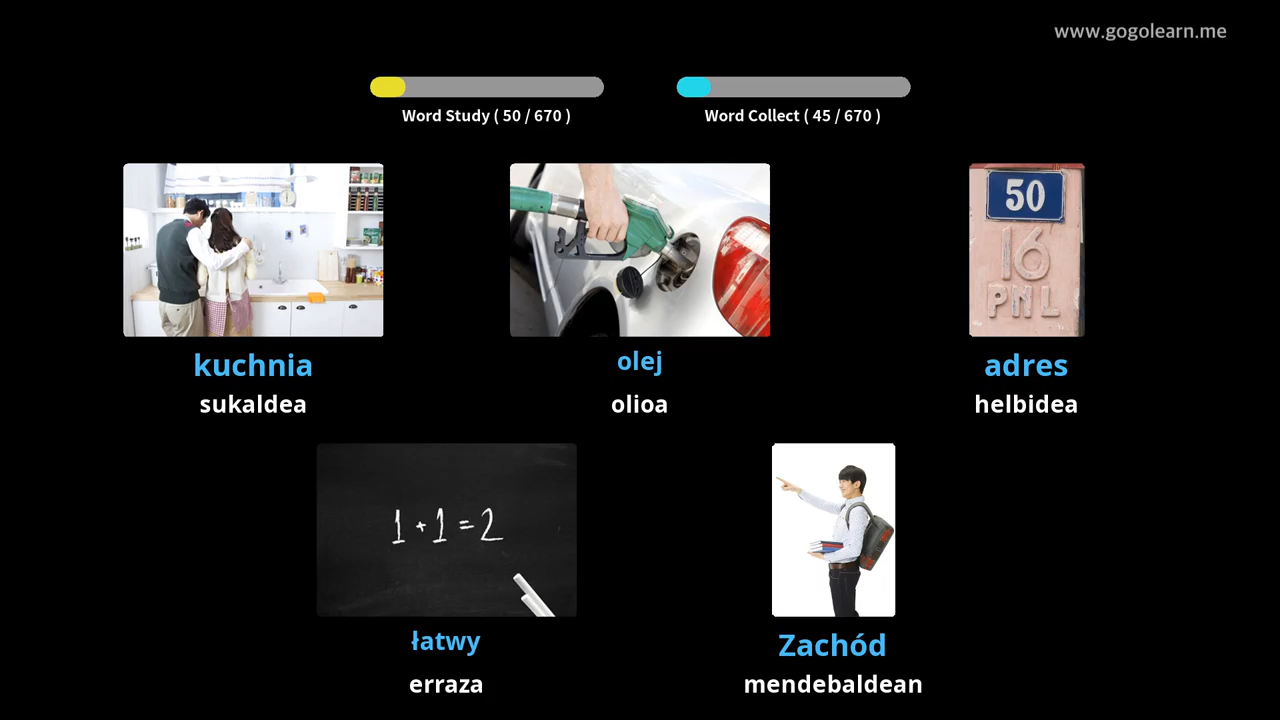 www.gogolearn.me
Word Study ( 50 / 670 )
Word Collect ( 45 / 670 )
50
16
PNL
kuchnia
olej
adres
sukaldea
olioa
helbidea
1 + 1 = 2
łatwy
Zachód
erraza
mendebaldean